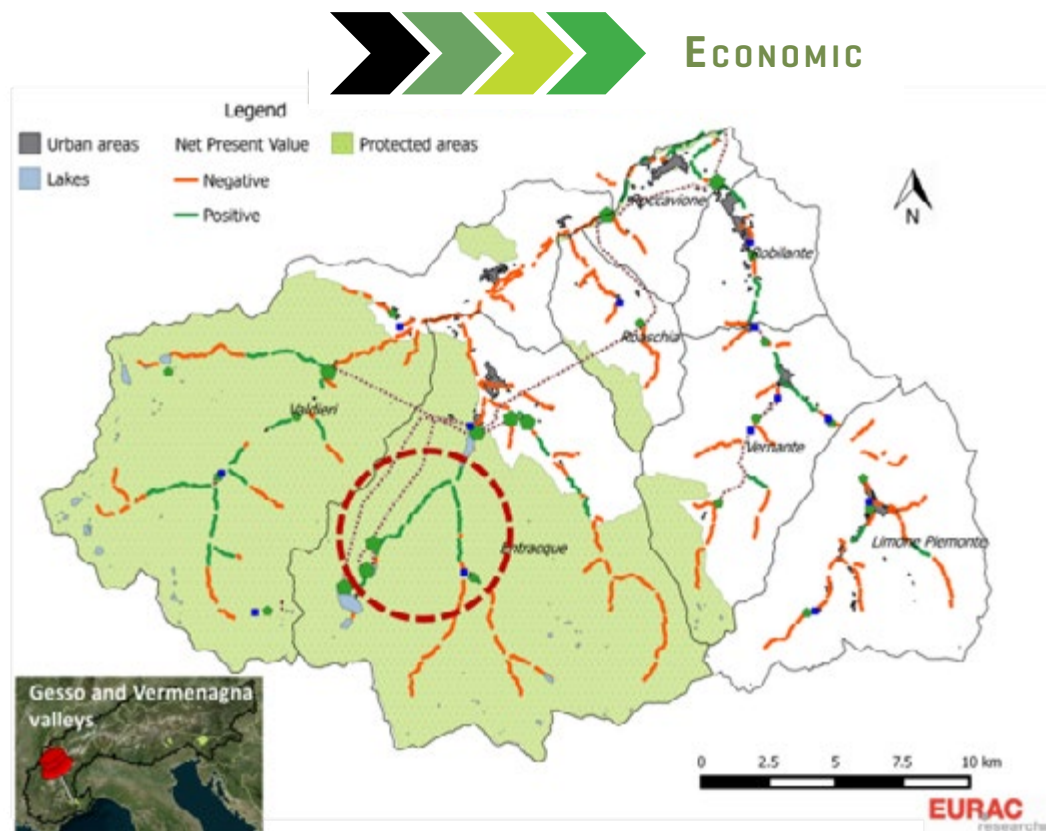 ECONOMIC
Legend
Urban areas
Net Present Value
Protected areas
Lakes
Negative
Positive
N
Roccavione
Robilante
Roaschia
Valdieri
Vernante
Entracque
Limone Piemonte
Gesso and Vermenagna
valleys
0 2.5 5 7.5 10 km
EURAC
research